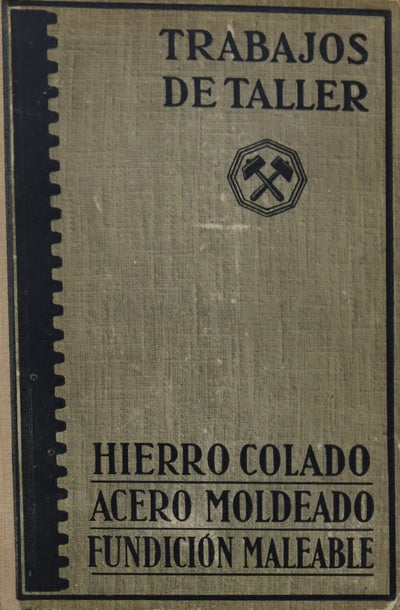 TRABAJOS
DE TALLER
HIERRO COLADO
ACERO MOLDEADO
FUNDICIÓN MALEABLE